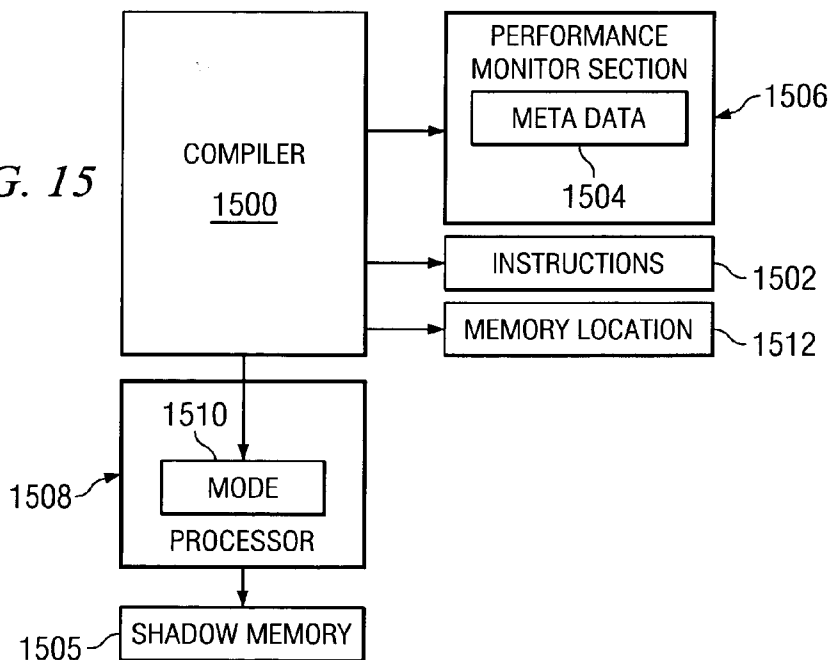 PERFORMANCE
MONITOR SECTION
META DATA
1504
1506
COMPILER
1500
G. 15
INSTRUCTIONS
1502
MEMORY LOCATION
1512
1510
MODE
PROCESSOR
1508
SHADOW MEMORY
1505